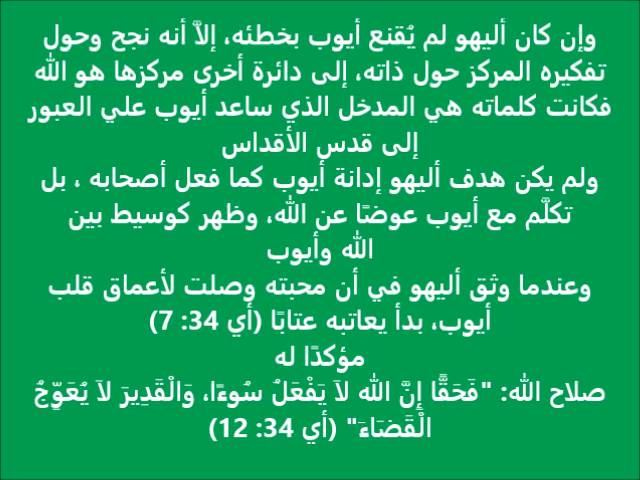 وإن كان أليهو لم يُقنع أيوب بخطئه، إلاَّ أنه نجح وحول
تفكيره المركز حول ذاته، إلى دائرة أخرى مركزها هو الله
فكانت كلماته هي المدخل الذي ساعد أيوب علي العبور
إلى قدس الأقداس
ولم يكن هدف أليهو إدانة أيوب كما فعل أصحابه ، بل
تكلَّم مع أيوب عوضًا عن الله، وظهر كوسيط بين
الله وأيوب
وعندما وثق أليهو في أن محبته وصلت لأعماق قلب
أيوب، بدأ يعاتبه عتابًا (أي 34: 7)
مؤكدًا له
صلاح الله: "فَحَقًّا إِنَّ الله لاَ يَفْعَلُ سُوءًا، وَالْقَدِيرَ لاَ يُعَوِّجُ
الْقَضَاءَ" (أي 34: 12)